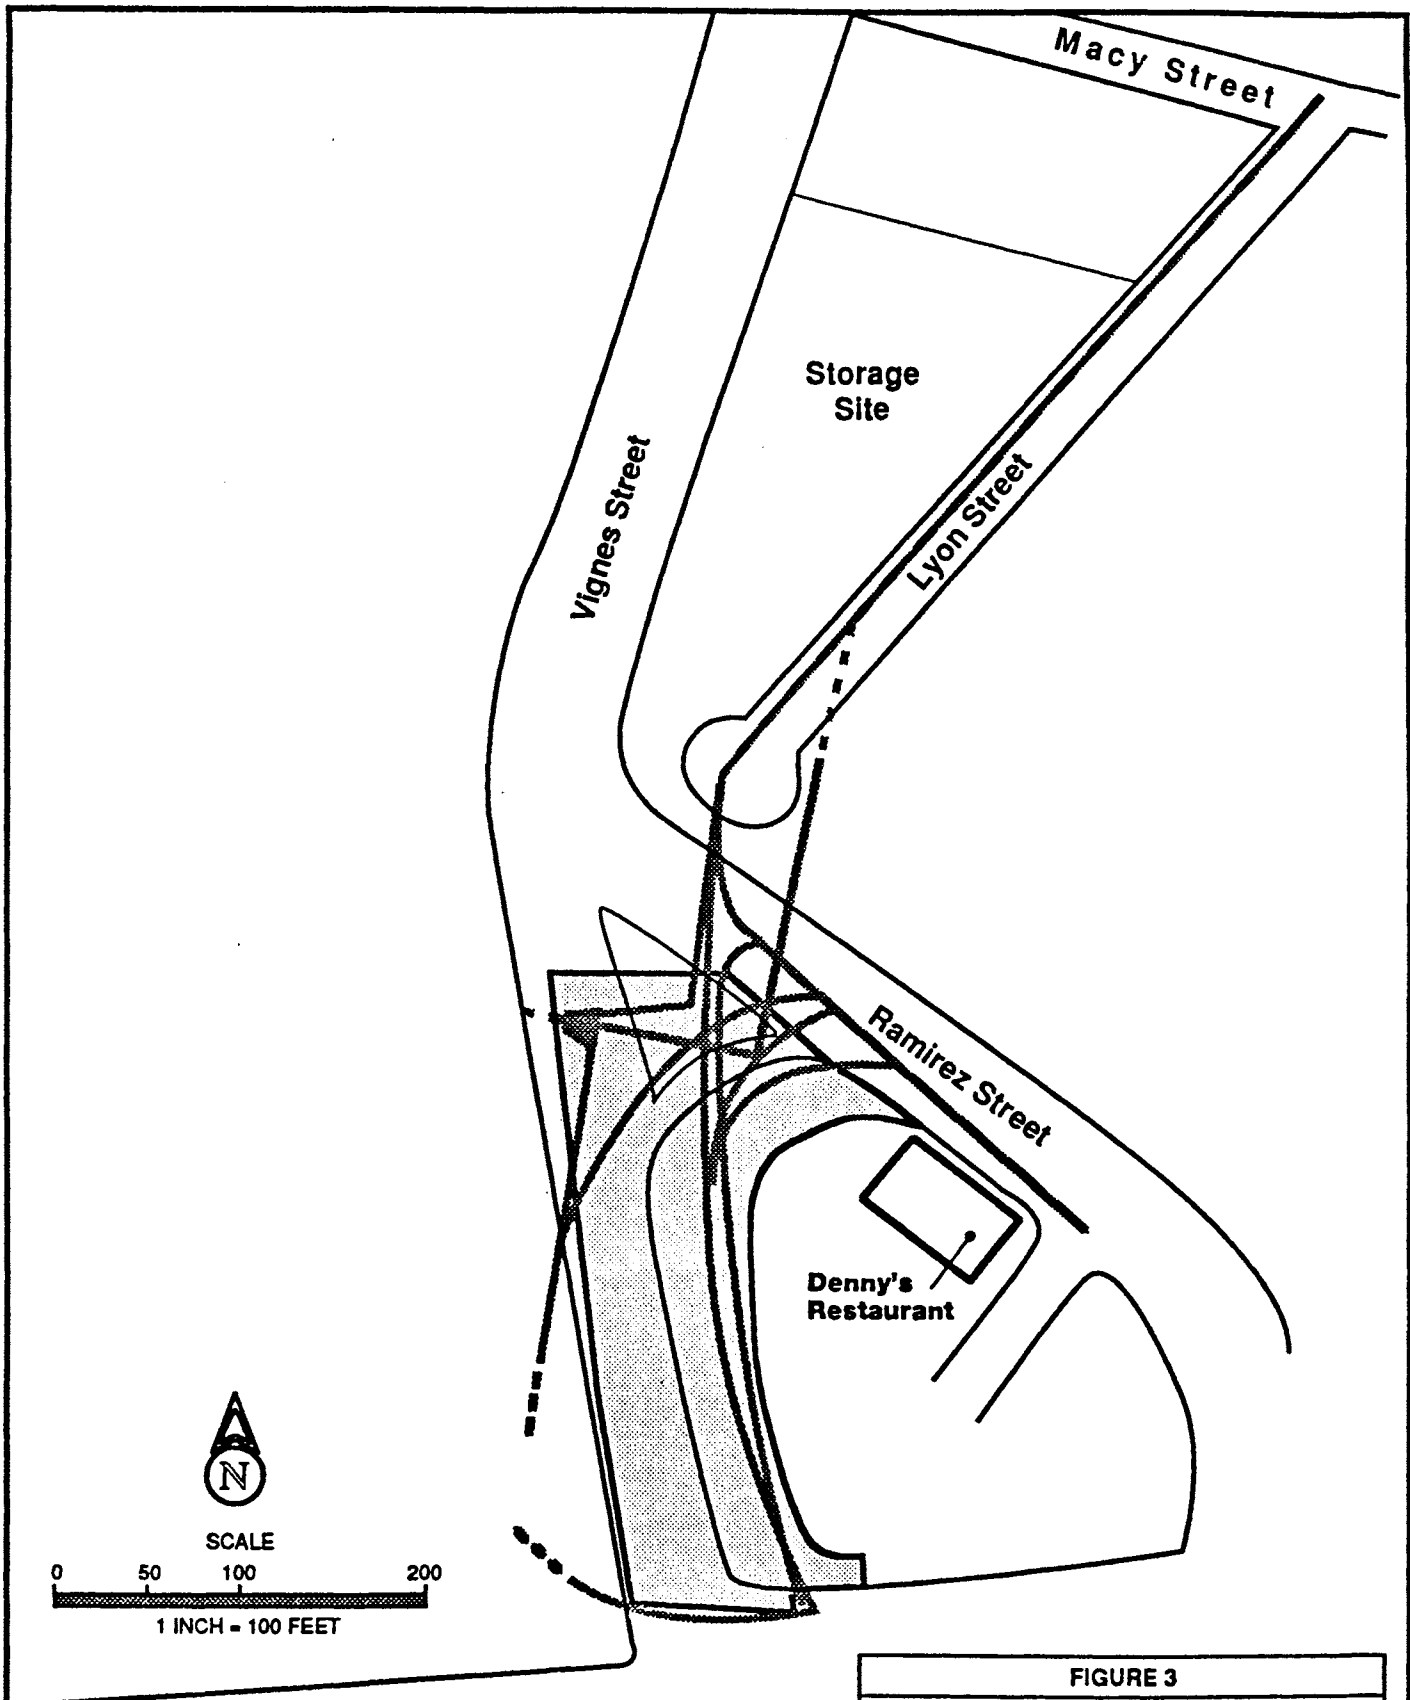 Macy Street
Storage
Site
Vignes Street
Lyon Street
Ramirez Street
Denny's
Restaurant
N
SCALE
0 50 100 200
1 INCH = 100 FEET
FIGURE 3